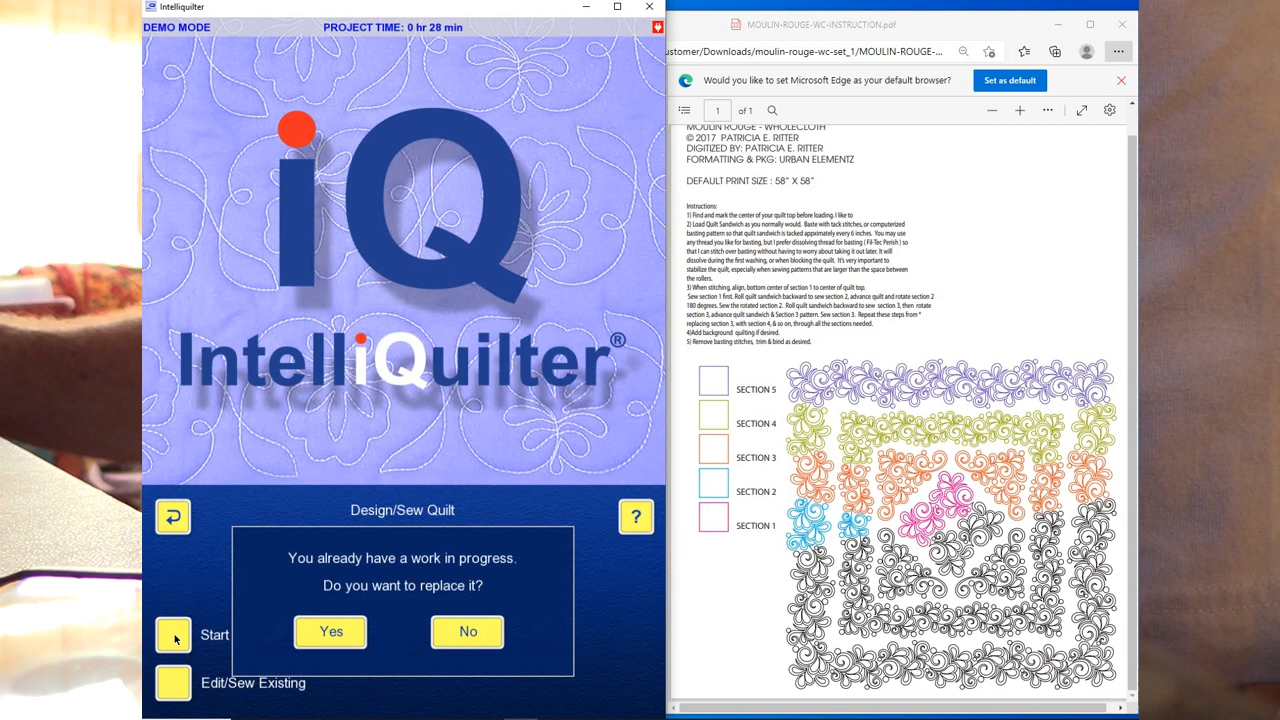 Intelliquilter
DEMO MODE
PROJECT TIME: 0 hr 28 min
iQ
IntelliQuilter®
Design/Sew Quilt
?
You already have a work in progress.
Do you want to replace it?
Yes
No
Start
Edit/Sew Existing
MOULIN-ROUGE-WC-INSTRUCTION.pdf
ustomer/Downloads/moulin-rouge-wc-set_1/MOULIN-ROUGE-...
Would you like to set Microsoft Edge as your default browser?
Set as default
1
of 1
MOULIN ROUGE - WHOLECLOTH
© 2017 PATRICIA E. RITTER
DIGITIZED BY: PATRICIA E. RITTER
FORMATTING & PKG: URBAN ELEMENTZ
DEFAULT PRINT SIZE : 58” X 58”
Instructions:
1) Find and mark the center of your quilt top before loading. I like to
2) Load Quilt Sandwich as you normally would. Baste with tack stitches, or computerized
basting pattern so that quilt sandwich is tacked appximately every 6 inches. You may use
any thread you like for basting, but I prefer dissolving thread for basting ( Fil-Tec Perish ) so
that I can stitch over basting without having to worry about taking it out later. It will
dissolve during the first washing, or when blocking the quilt. It's very important to
stabilize the quilt, especially when sewing patterns that are larger than the space between
the rollers.
3) When stitching, align, bottom center of section 1 to center of quilt top.
Sew section 1 first. Roll quilt sandwich backward to sew section 2, advance quilt and rotate section 2
180 degrees. Sew the rotated section 2. Roll quilt sandwich backward to sew section 3, then rotate
section 3, advance quilt sandwich & Section 3 pattern. Sew section 3. Repeat these steps from*
replacing section 3, with section 4, & so on, through all the sections needed.
4)Add background quilting if desired.
5) Remove basting stitches, trim & bind as desired.
SECTION 5
SECTION 4
SECTION 3
SECTION 2
SECTION 1